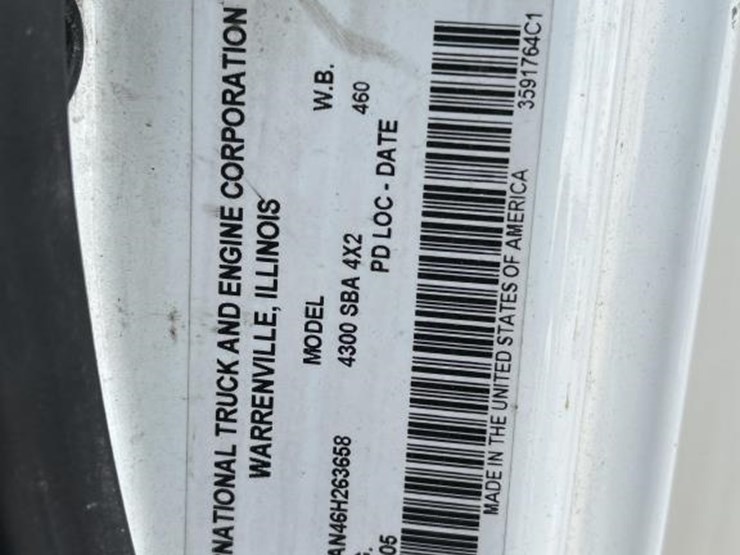 NATIONAL TRUCK AND ENGINE CORPORATION
WARRENVILLE, ILLINOIS
MODEL W.B.
AN46H263658 4300 SBA 4X2 460
G. PD LOC - DATE
05
MADE IN THE UNITED STATES OF AMERICA 3591764C1